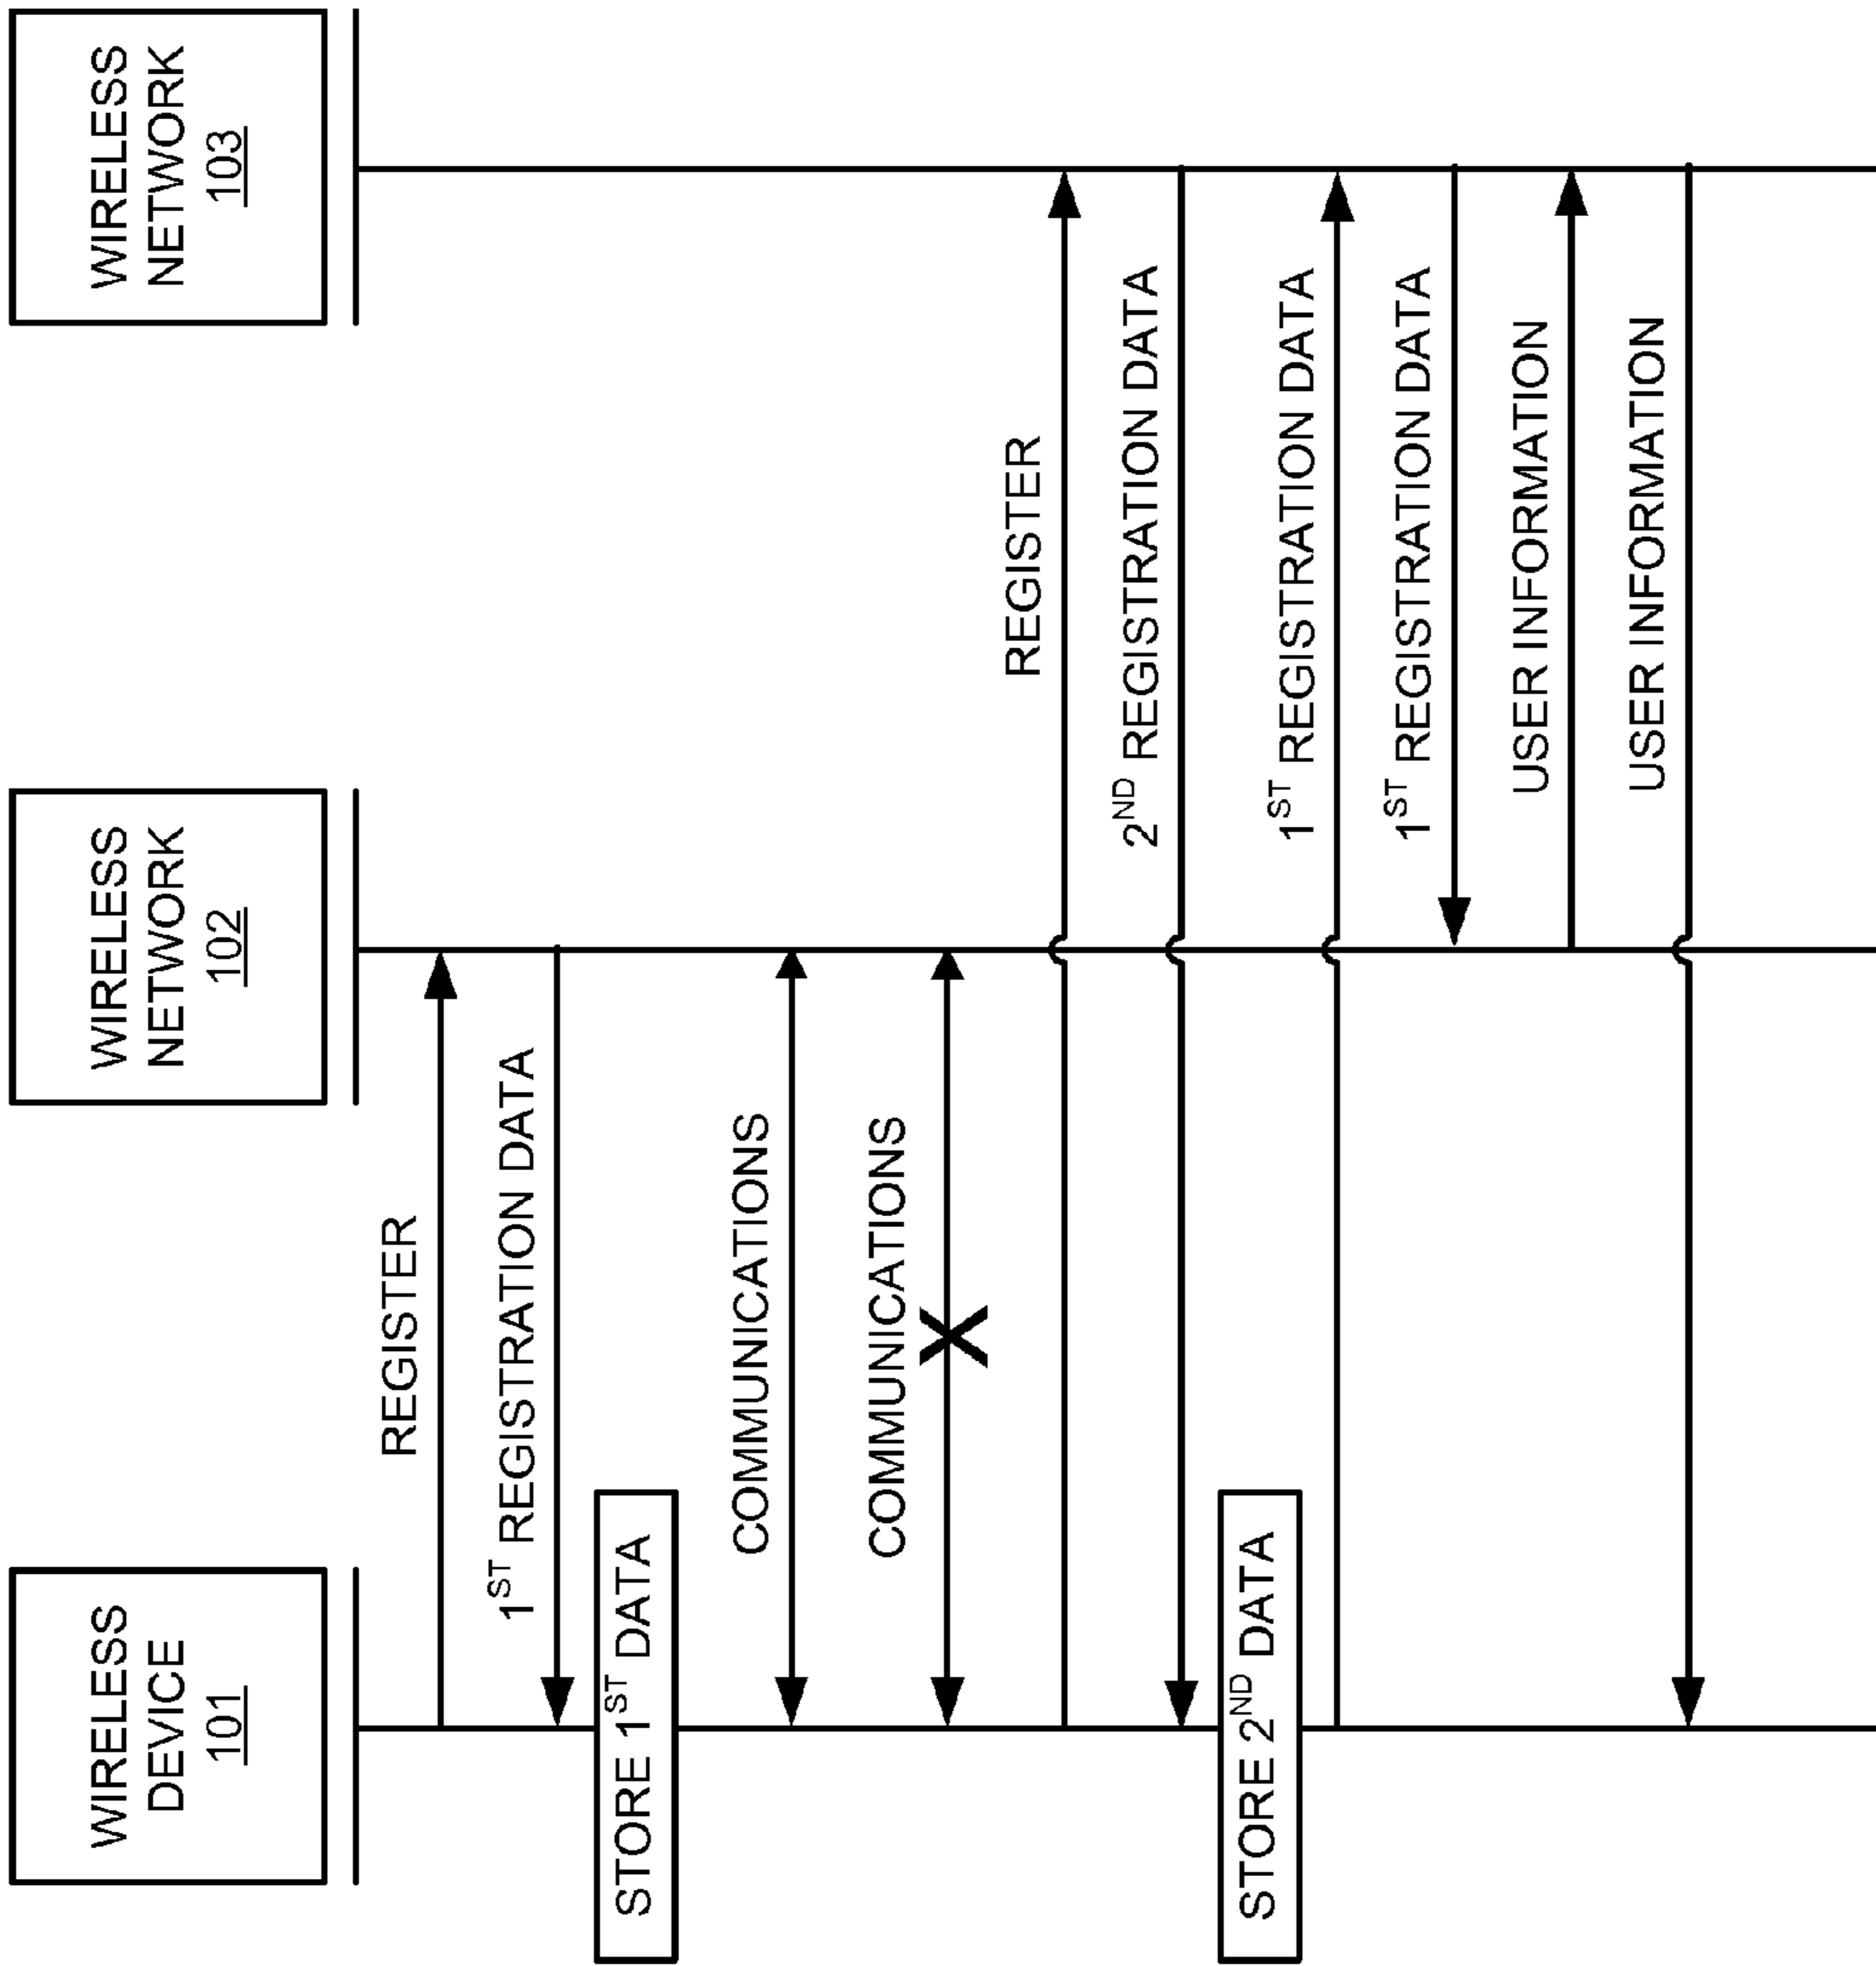 WIRELESS
DEVICE
101
WIRELESS
NETWORK
102
WIRELESS
NETWORK
103
REGISTER
1ST REGISTRATION DATA
STORE 1ST DATA
COMMUNICATIONS
COMMUNICATIONS
REGISTER
2ND REGISTRATION DATA
STORE 2ND DATA
1ST REGISTRATION DATA
1ST REGISTRATION DATA
USER INFORMATION
USER INFORMATION